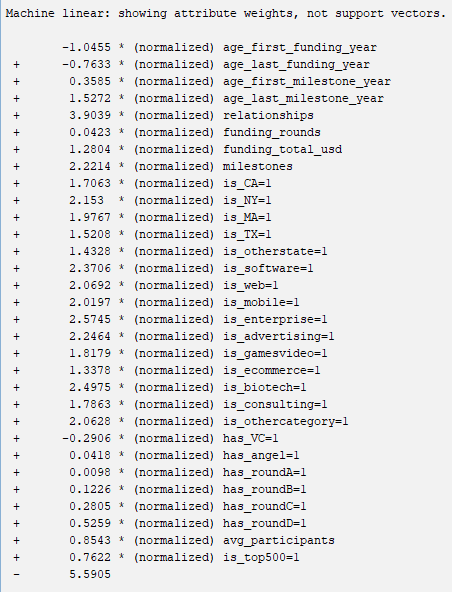 Machine linear: showing attribute weights, not support vectors.
-1.0455 * (normalized) age_first_funding_year
+ -0.7633 * (normalized) age_last_funding_year
+ 0.3585 * (normalized) age_first_milestone_year
+ 1.5272 * (normalized) age_last_milestone_year
+ 3.9039 * (normalized) relationships
+ 0.0423 * (normalized) funding_rounds
+ 1.2804 * (normalized) funding_total_usd
+ 2.2214 * (normalized) milestones
+ 1.7063 * (normalized) is_CA=1
+ 2.153 * (normalized) is_NY=1
+ 1.9767 * (normalized) is_MA=1
+ 1.5208 * (normalized) is_TX=1
+ 1.4328 * (normalized) is_otherstate=1
+ 2.3706 * (normalized) is_software=1
+ 2.0692 * (normalized) is_web=1
+ 2.0197 * (normalized) is_mobile=1
+ 2.5745 * (normalized) is_enterprise=1
+ 2.2464 * (normalized) is_advertising=1
+ 1.8179 * (normalized) is_gamesvideo=1
+ 1.3378 * (normalized) is_ecommerce=1
+ 2.4975 * (normalized) is_biotech=1
+ 1.7863 * (normalized) is_consulting=1
+ 2.0628 * (normalized) is_othercategory=1
+ -0.2906 * (normalized) has_VC=1
+ 0.0418 * (normalized) has_angel=1
+ 0.0098 * (normalized) has_roundA=1
+ 0.1226 * (normalized) has_roundB=1
+ 0.2805 * (normalized) has_roundC=1
+ 0.5259 * (normalized) has_roundD=1
+ 0.8543 * (normalized) avg_participants
+ 0.7622 * (normalized) is_top500=1
- 5.5905